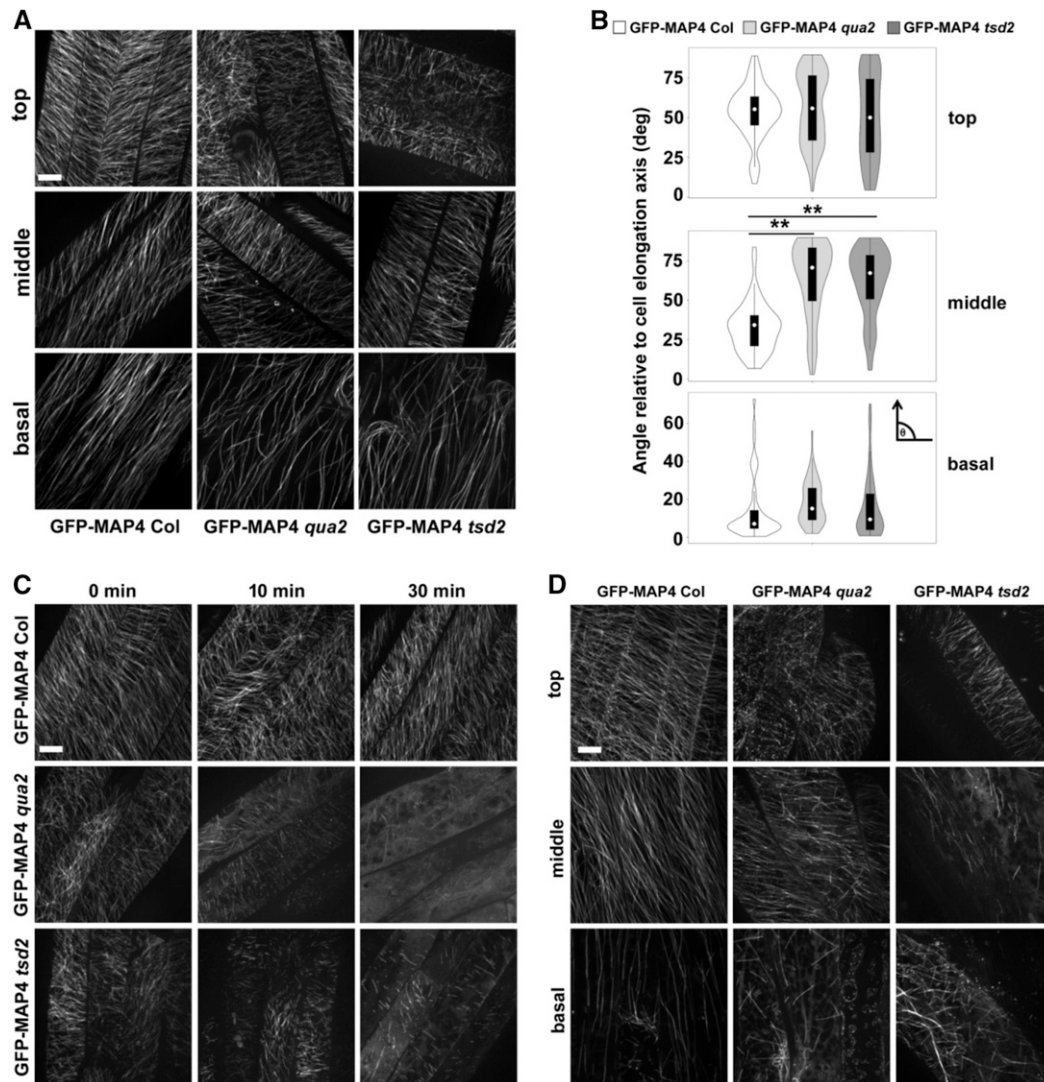 A
top
middle
basal
GFP-MAP4 Col GFP-MAP4 qua2 GFP-MAP4 tsd2
B
GFP-MAP4 Col GFP-MAP4 qua2 GFP-MAP4 tsd2
Angle relative to cell elongation axis (deg)
75
50
25
0
top
**
**
75
50
25
0
middle
60
40
20
0
θ
basal
C
0 min 10 min 30 min
GFP-MAP4 Col
GFP-MAP4 qua2
GFP-MAP4 tsd2
D
GFP-MAP4 Col GFP-MAP4 qua2 GFP-MAP4 tsd2
top
middle
basal